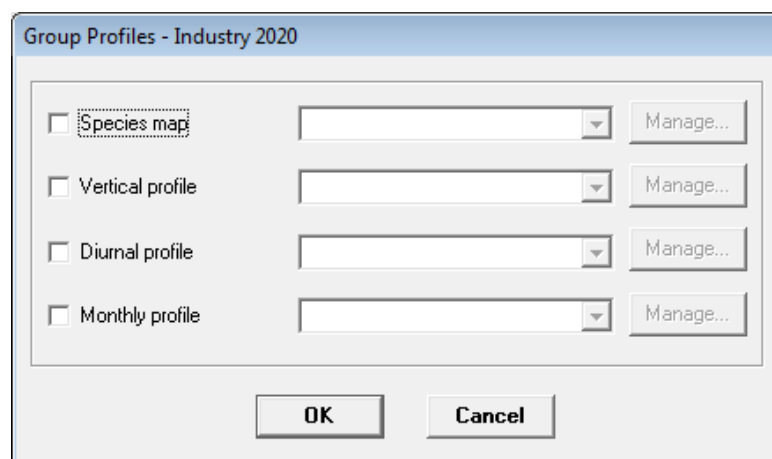 Group Profiles - Industry 2020
Species map Manage...
Vertical profile Manage...
Diurnal profile Manage...
Monthly profile Manage...
OK Cancel